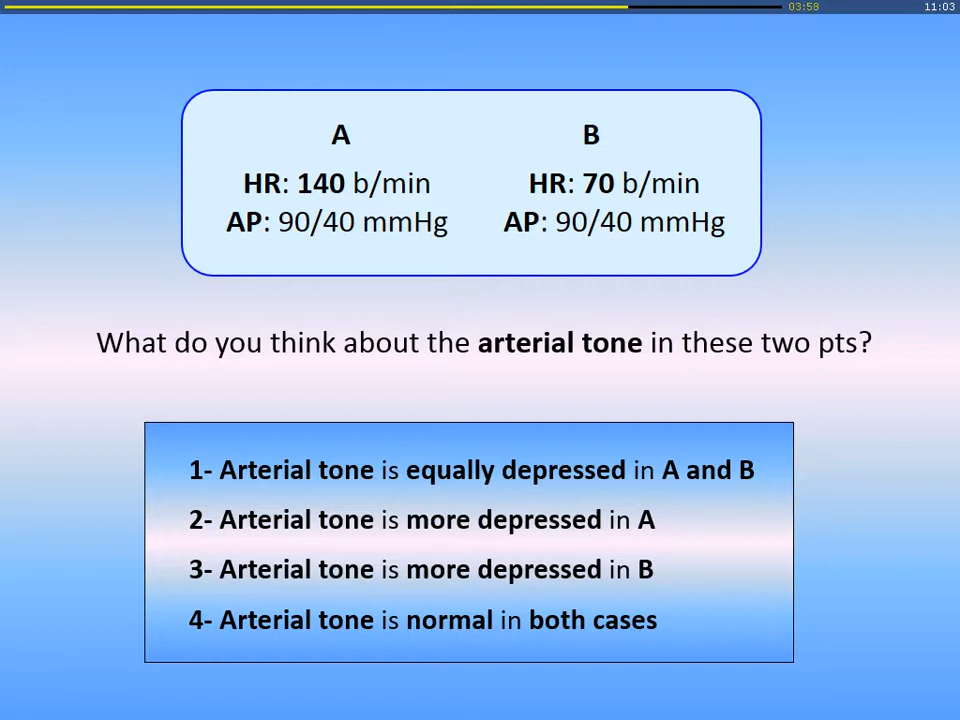 03:58 11:03
A B
HR: 140 b/min HR: 70 b/min
AP: 90/40 mmHg AP: 90/40 mmHg
What do you think about the arterial tone in these two pts?
1- Arterial tone is equally depressed in A and B
2- Arterial tone is more depressed in A
3- Arterial tone is more depressed in B
4- Arterial tone is normal in both cases